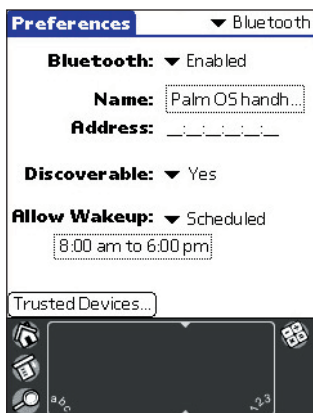 Preferences ▼ Bluetooth
Bluetooth: ▼ Enabled
Name: Palm OS handh...
Address: __:__:__:__:__:__
Discoverable: ▼ Yes
Allow Wakeup: ▼ Scheduled
8:00 am to 6:00 pm
Trusted Devices...
abc 123